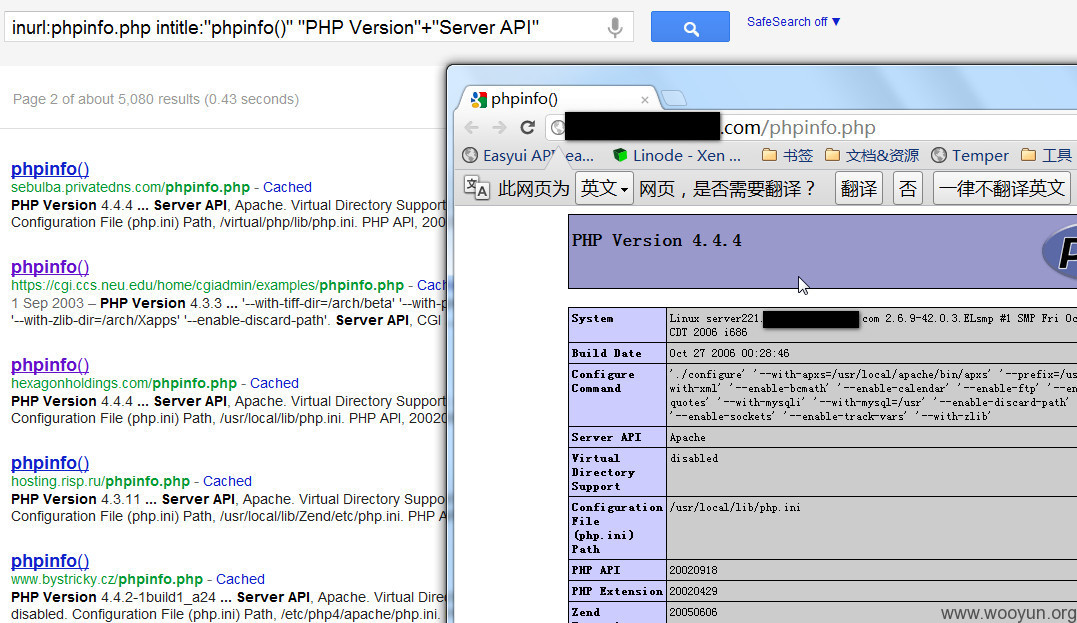 inurl:phpinfo.php intitle:"phpinfo()" "PHP Version"+"Server API"
SafeSearch off ▼
Page 2 of about 5,080 results (0.43 seconds)
phpinfo()
sebulba.privatedns.com/phpinfo.php - Cached
PHP Version 4.4.4 ... Server API, Apache. Virtual Directory Support
Configuration File (php.ini) Path, /virtual/php/lib/php.ini. PHP API, 200
phpinfo()
https://cgi.ccs.neu.edu/home/cgiadmin/examples/phpinfo.php - Cach
1 Sep 2003 – PHP Version 4.3.3 ... '--with-tiff-dir=/arch/beta' '--with-p
'--with-zlib-dir=/arch/Xapps' '--enable-discard-path'. Server API, CGI
phpinfo()
hexagonholdings.com/phpinfo.php - Cached
PHP Version 4.4.4 ... Server API, Apache. Virtual Directory Support
Configuration File (php.ini) Path, /usr/local/lib/php.ini. PHP API, 20020
phpinfo()
hosting.risp.ru/phpinfo.php - Cached
PHP Version 4.3.11 ... Server API, Apache. Virtual Directory Suppo
Configuration File (php.ini) Path, /usr/local/lib/Zend/etc/php.ini. PHP A
phpinfo()
www.bystricky.cz/phpinfo.php - Cached
PHP Version 4.4.2-1build1_a24 ... Server API, Apache. Virtual Dire
disabled. Configuration File (php.ini) Path, /etc/php4/apache/php.ini.
phpinfo()
.com/phpinfo.php
Easyui AP ea... Linode - Xen ... 书签 文档&资源 Temper 工具
此网页为 英文 网页，是否需要翻译？ 翻译 否 一律不翻译英文
PHP Version 4.4.4
System Linux server221. com 2.6.9-42.0.3.ELsmp #1 SMP Fri Oc
CDT 2006 i686
Build Date Oct 27 2006 00:28:46
Configure './configure' '--with-apxs=/usr/local/apache/bin/apxs' '--prefix=/us
Command with-xml' '--enable-bcmath' '--enable-calendar' '--enable-ftp' '--en
quotes' '--with-mysqli' '--with-mysql=/usr' '--enable-discard-path'
'--enable-sockets' '--enable-track-vars' '--with-zlib'
Server API Apache
Virtual disabled
Directory
Support
Configuration /usr/local/lib/php.ini
File
(php.ini)
Path
PHP API 20020918
PHP Extension 20020429
Zend 20050606
www.wooyun.org